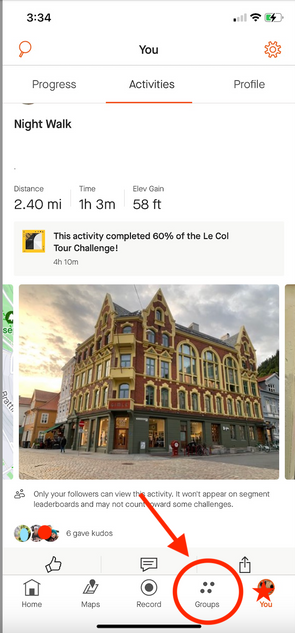 3:34
You
Progress
Activities
Profile
Night Walk
.
Distance
Time
Elev Gain
2.40 mi
1h 3m
58 ft
This activity completed 60% of the Le Col
Tour Challenge!
4h 10m
Only your followers can view this activity. It won't appear on segment
leaderboards and may not count toward some challenges.
6 gave kudos
Home
Maps
Record
Groups
You